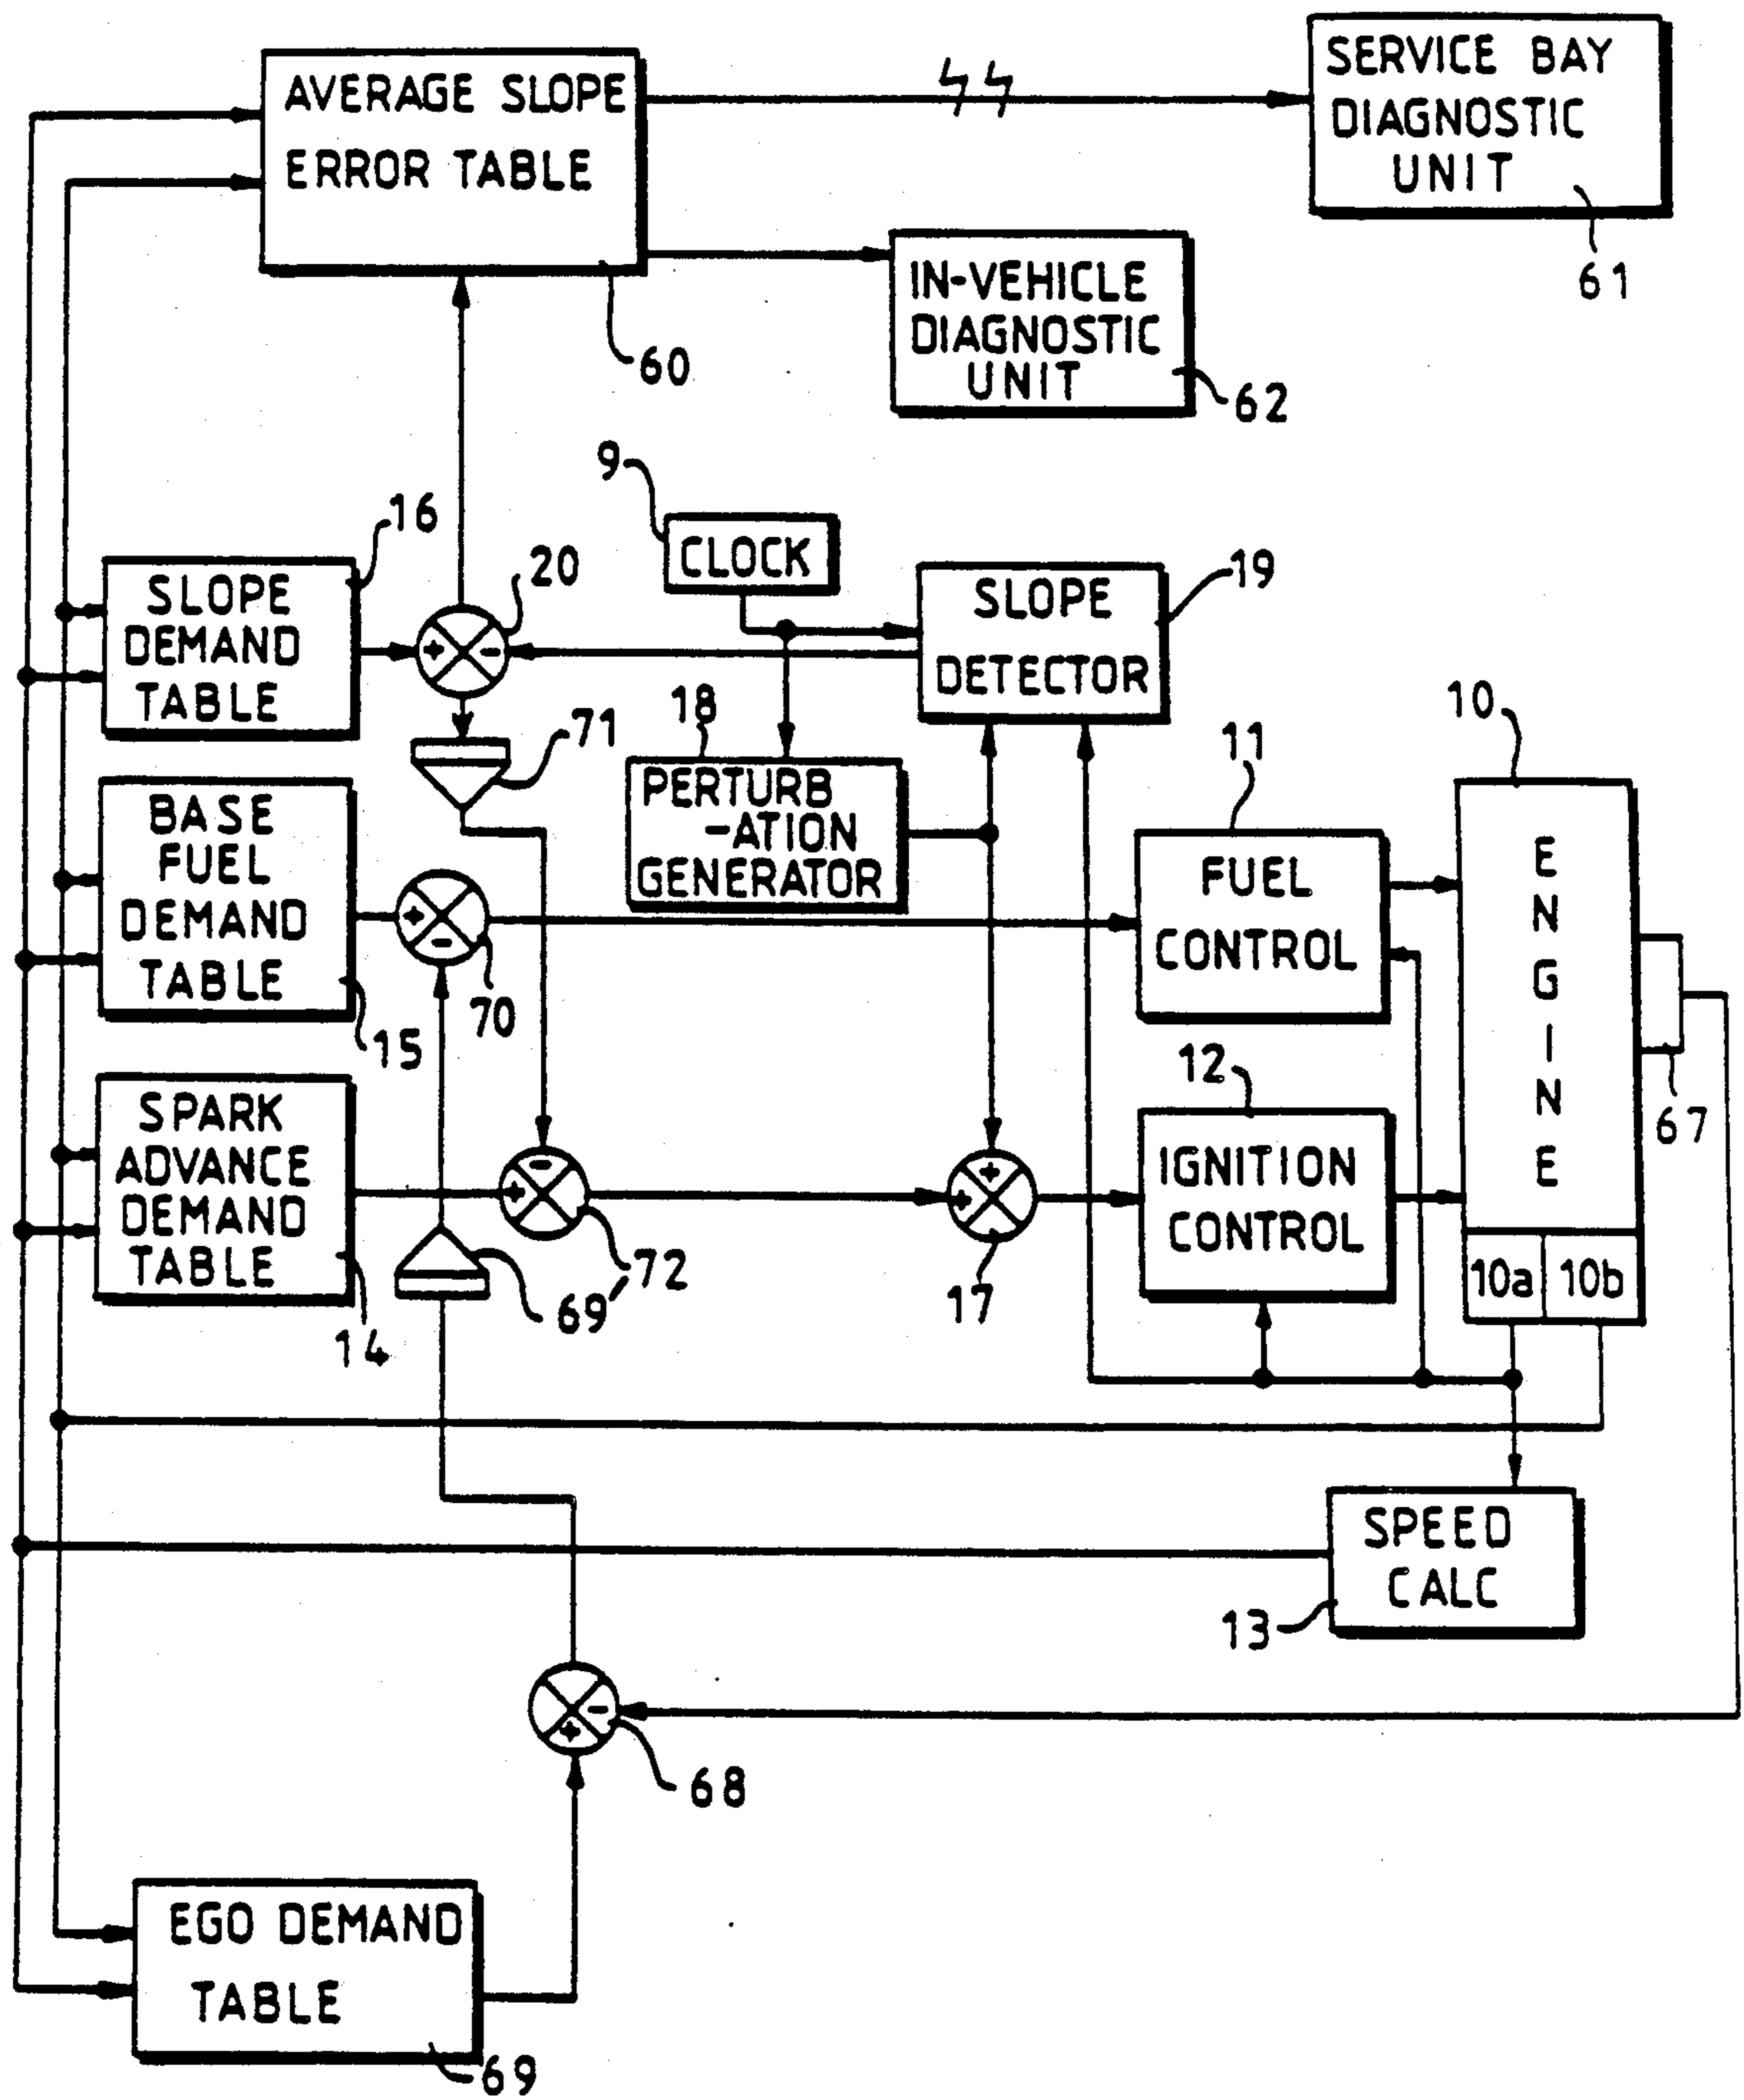 AVERAGE SLOPE
ERROR TABLE
60
SERVICE BAY
DIAGNOSTIC
UNIT
61
IN-VEHICLE
DIAGNOSTIC
UNIT
62
9
CLOCK
16
SLOPE
DEMAND
TABLE
20
+
-
SLOPE
DETECTOR
19
71
18
PERTURB
-ATION
GENERATOR
BASE
FUEL
DEMAND
TABLE
15
+
-
70
11
FUEL
CONTROL
10
E
N
G
I
N
E
10a
10b
67
SPARK
ADVANCE
DEMAND
TABLE
14
-
+
72
69'
+
+
17
12
IGNITION
CONTROL
SPEED
CALC
13
-
+
68
EGO DEMAND
TABLE
69